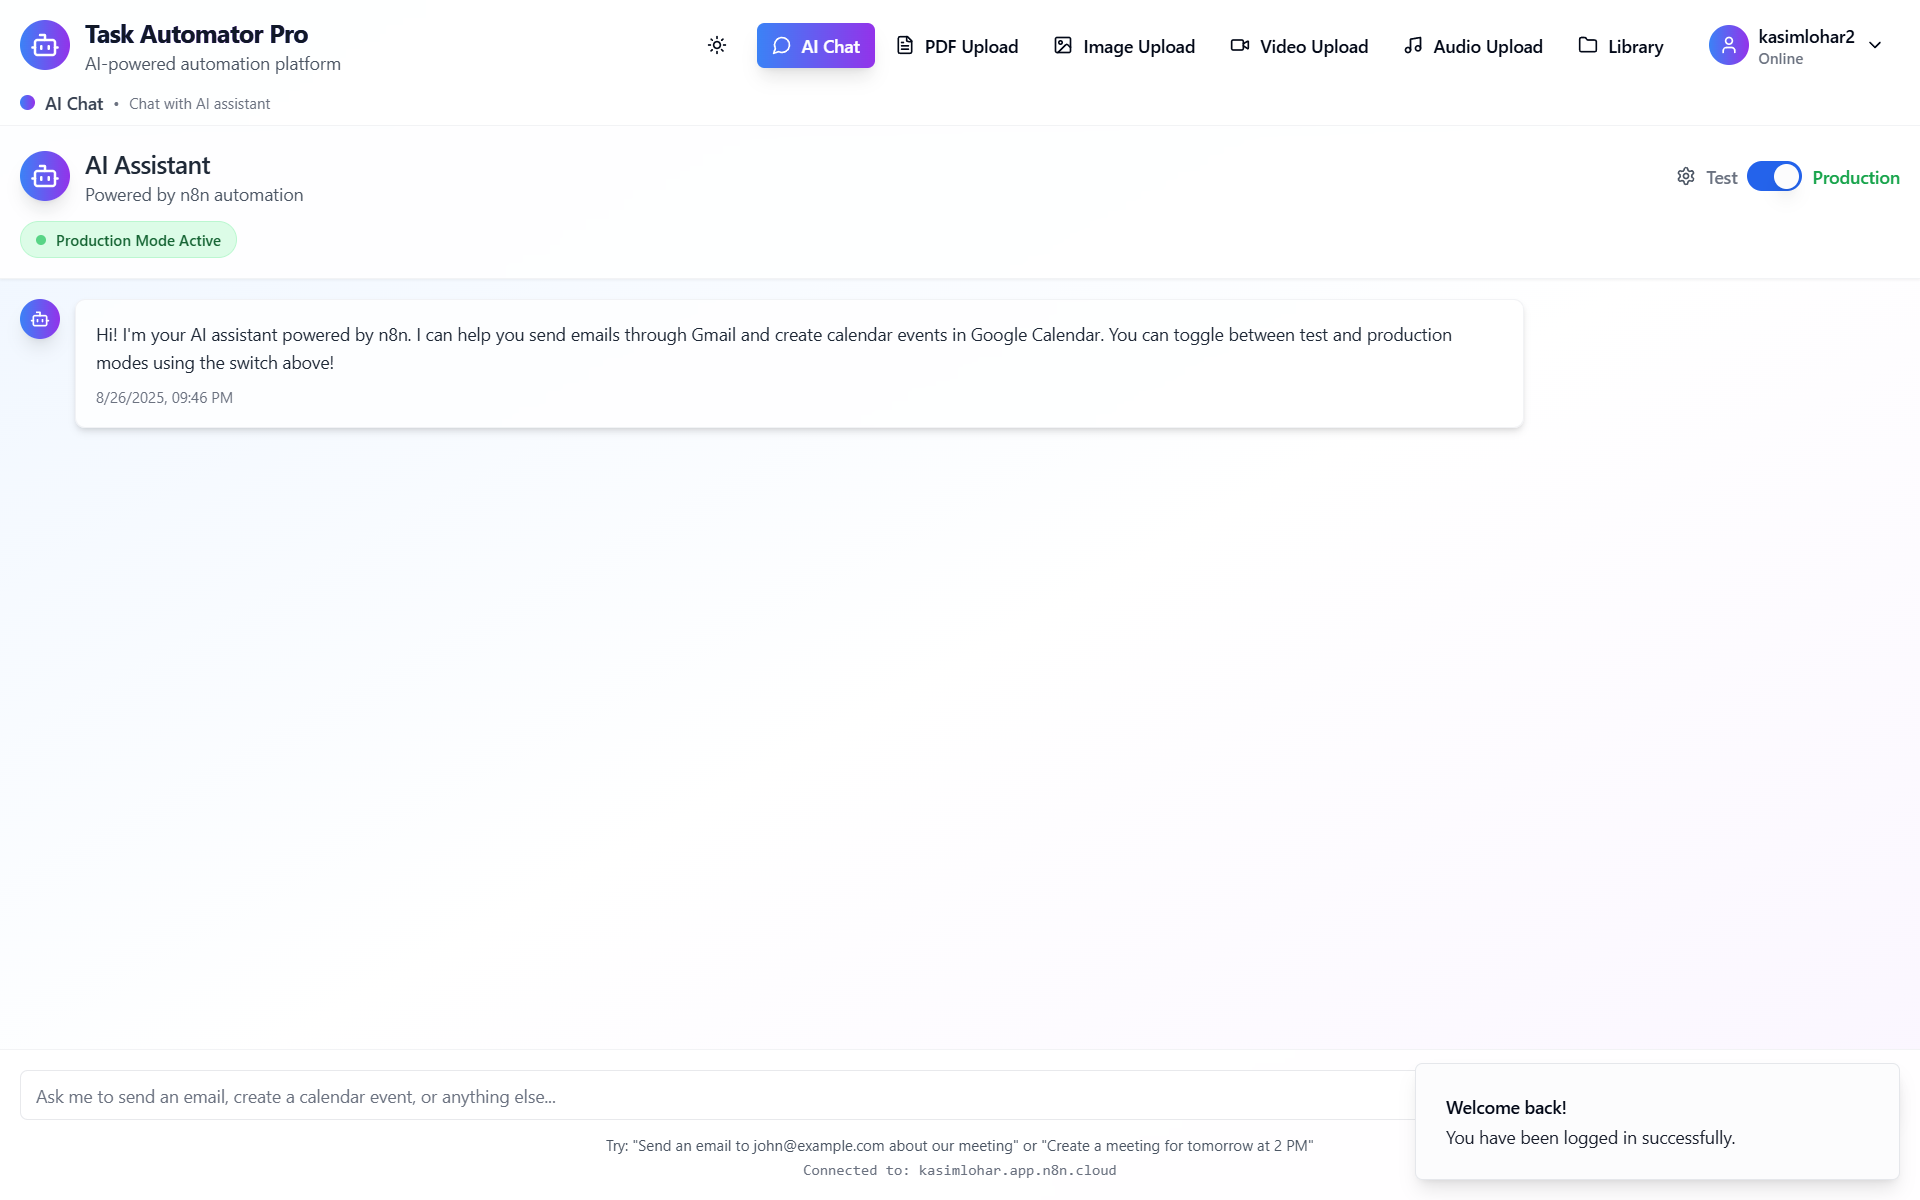 Task Automator Pro
AI-powered automation platform
AI Chat
PDF Upload
Image Upload
Video Upload
Audio Upload
Library
kasimlohar2
Online
AI Chat • Chat with AI assistant
AI Assistant
Powered by n8n automation
Test
Production
Production Mode Active
Hi! I'm your AI assistant powered by n8n. I can help you send emails through Gmail and create calendar events in Google Calendar. You can toggle between test and production
modes using the switch above!
8/26/2025, 09:46 PM
Ask me to send an email, create a calendar event, or anything else...
Try: "Send an email to john@example.com about our meeting" or "Create a meeting for tomorrow at 2 PM"
Connected to: kasimlohar.app.n8n.cloud
Welcome back!
You have been logged in successfully.